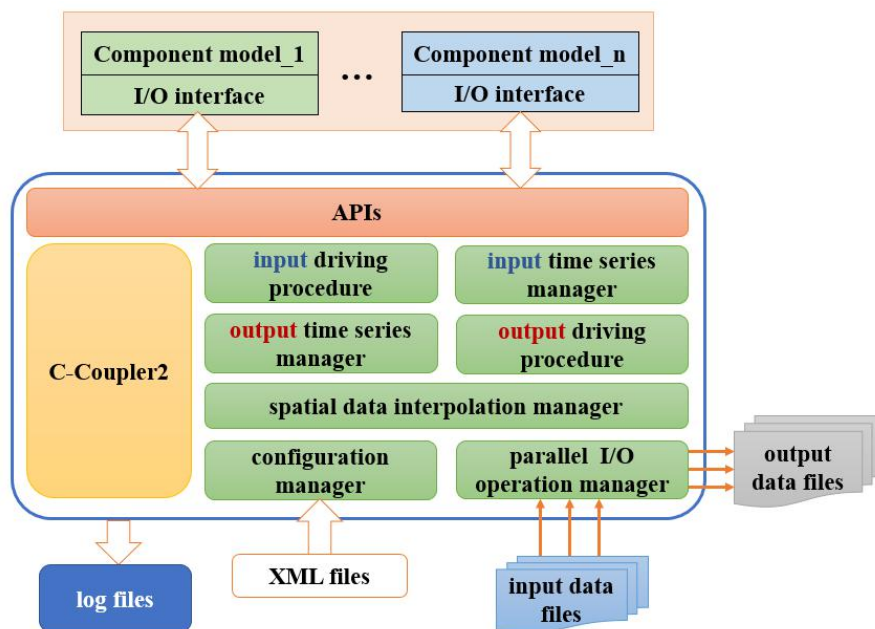 Component model_1
I/O interface
...
Component model_n
I/O interface
APIs
C-Coupler2
input driving
procedure
input time series
manager
output time series
manager
output driving
procedure
spatial data interpolation manager
configuration
manager
parallel I/O
operation manager
output
data files
log files
XML files
input data
files